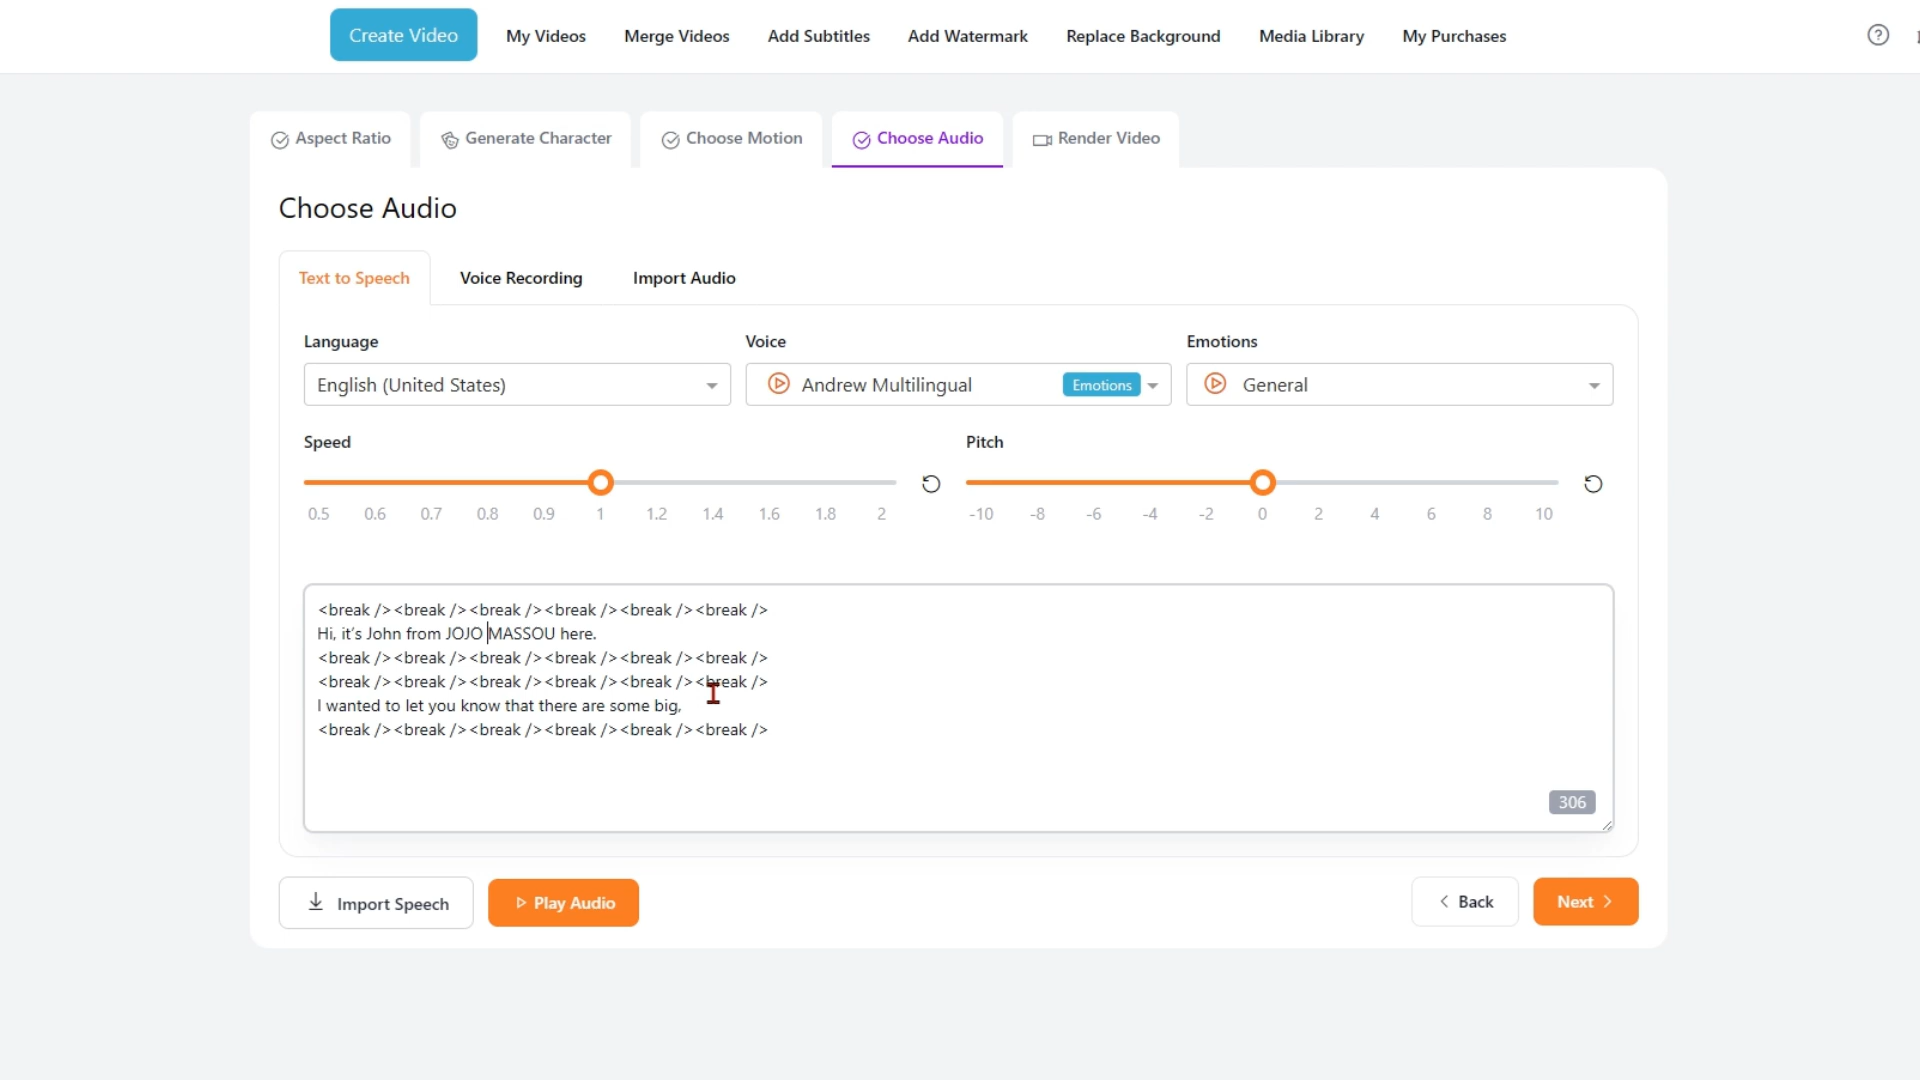 Create Video
My Videos
Merge Videos
Add Subtitles
Add Watermark
Replace Background
Media Library
My Purchases
Aspect Ratio
Generate Character
Choose Motion
Choose Audio
Render Video
Choose Audio
Text to Speech
Voice Recording
Import Audio
Language
Voice
Emotions
English (United States)
Andrew Multilingual
Emotions
General
Speed
Pitch
0.5 0.6 0.7 0.8 0.9 1 1.2 1.4 1.6 1.8 2
-10 -8 -6 -4 -2 0 2 4 6 8 10
<break /><break /><break /><break /><break /><break />
Hi, it's John from JOJO MASSOU here.
<break /><break /><break /><break /><break /><break />
<break /><break /><break /><break /><break /><break />
I wanted to let you know that there are some big,
<break /><break /><break /><break /><break /><break />
306
Import Speech
Play Audio
Back
Next